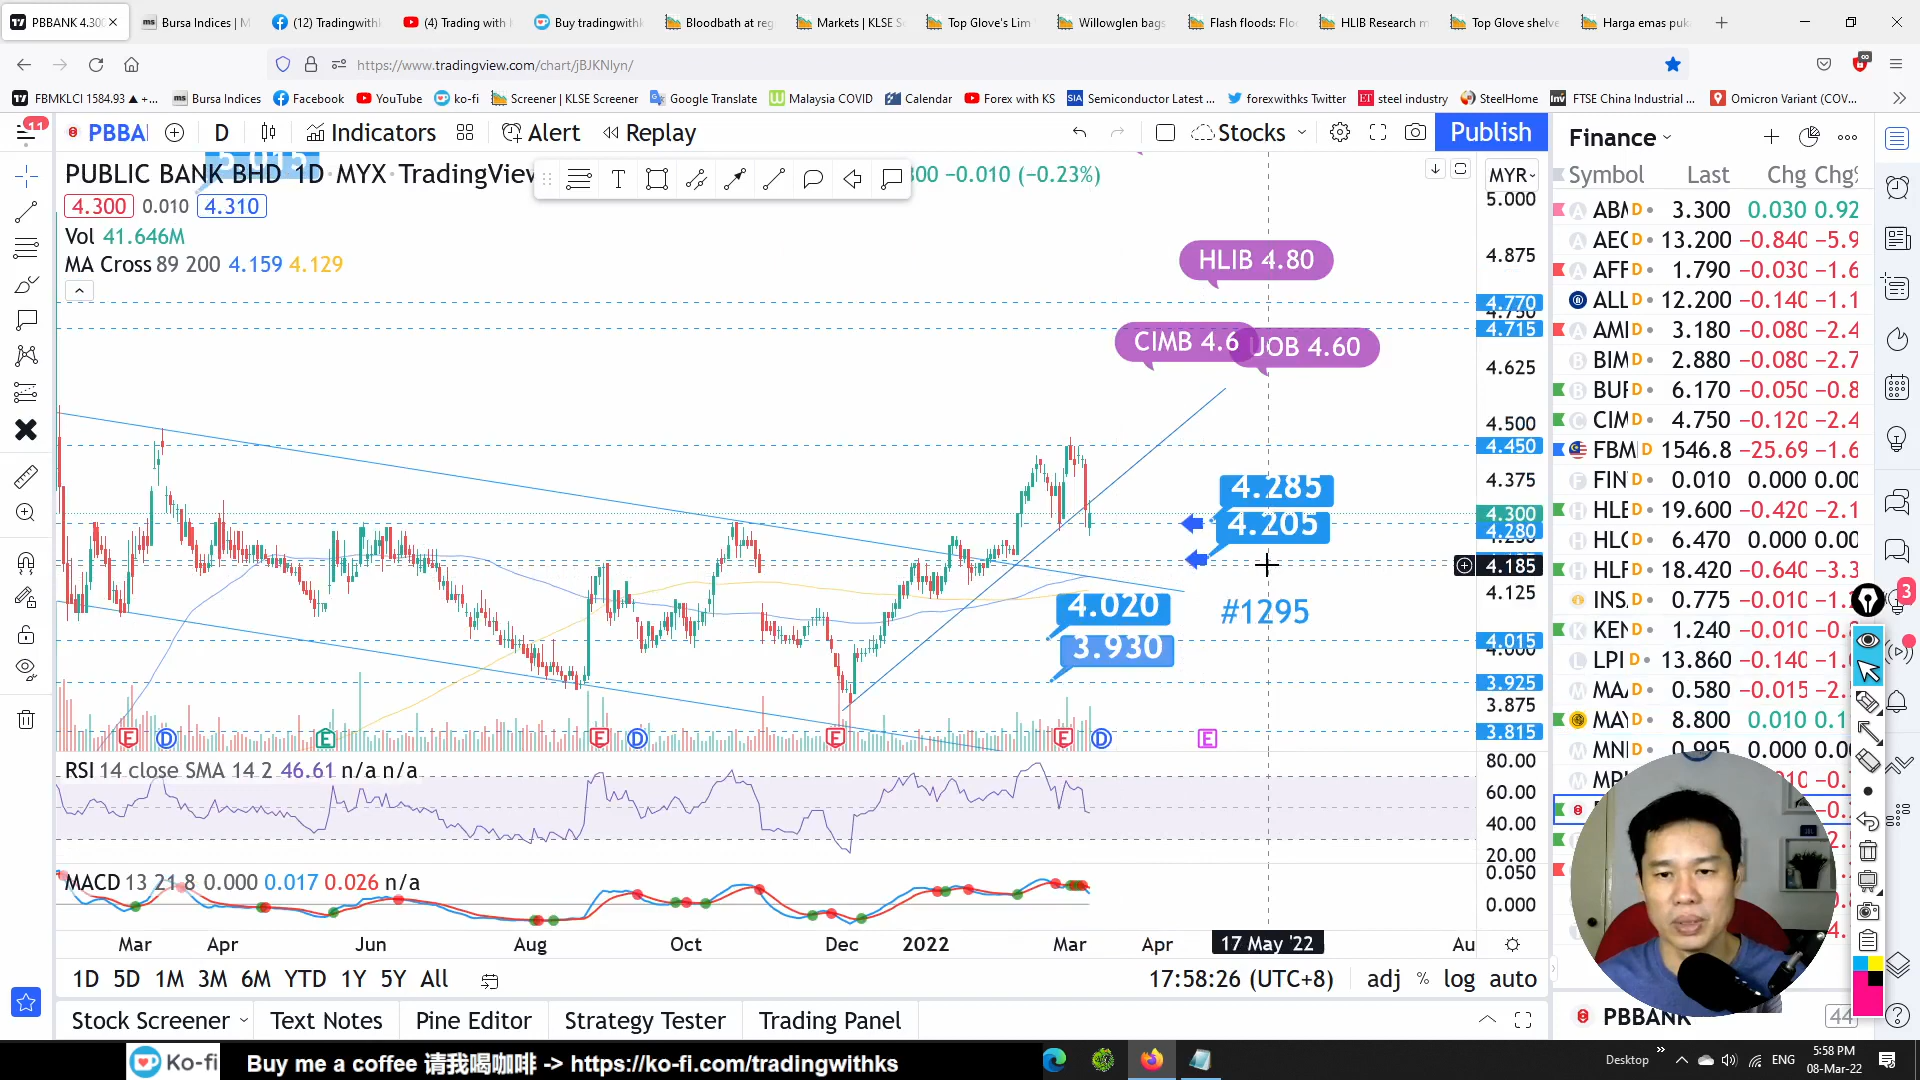 PBBANK 4.300
Bursa Indices | M
(12) Tradingwith
(4) Trading with
Buy tradingwith
Bloodbath at reg
Markets | KLSE S
Top Glove's Lim
Willowglen bags
Flash floods: Flo
HLIB Research m
Top Glove shelve
Harga emas puk
https://www.tradingview.com/chart/jBJKNlyn/
FBMKLCI 1584.93 ▲ +...
Bursa Indices
Facebook
YouTube
ko-fi
Screener | KLSE Screener
Google Translate
Malaysia COVID
Calendar
Forex with KS
Semiconductor Latest ...
forexwithks Twitter
steel industry
SteelHome
FTSE China Industrial ...
Omicron Variant (COV...
11
PBBA
D
Indicators
Alert
Replay
Stocks
Publish
Finance
5.015
PUBLIC BANK BHD 1D MYX TradingView
300 −0.010 (−0.23%)
MYR
4.300 0.010 4.310
Vol 41.646M
MA Cross 89 200 4.159 4.129
HLIB 4.80
CIMB 4.6
UOB 4.60
4.285
4.205
4.020
3.930
#1295
5.000
4.875
4.770
4.750
4.715
4.625
4.500
4.450
4.375
4.300
4.280
4.250
4.185
4.125
4.015
4.000
3.925
3.875
3.815
RSI 14 close SMA 14 2 46.61 n/a n/a
80.00
60.00
40.00
20.00
MACD 13 21 8 0.000 0.017 0.026 n/a
0.050
0.000
Mar Apr Jun Aug Oct Dec 2022 Mar Apr 17 May '22 Au
1D 5D 1M 3M 6M YTD 1Y 5Y All
17:58:26 (UTC+8) adj % log auto
Stock Screener Text Notes Pine Editor Strategy Tester Trading Panel
Symbol Last Chg Chg%
ABM D 3.300 0.030 0.92
AEC D 13.200 −0.840 −5.9
AFF D 1.790 −0.030 −1.6
ALL D 12.200 −0.140 −1.1
AMI D 3.180 −0.080 −2.4
BIM D 2.880 −0.080 −2.7
BUR D 6.170 −0.050 −0.8
CIM D 4.750 −0.120 −2.4
FBM D 1546.8 −25.69 −1.6
FIN D 0.010 0.000 0.00
HLB D 19.600 −0.420 −2.1
HLC D 6.470 0.000 0.00
HLF D 18.420 −0.640 −3.3
INS D 0.775 −0.010 −1.
KEN D 1.240 −0.010
LPI D 13.860 −0.140
MAA D 0.580 −0.015
MAY D 8.800 0.010 0.1
MNI D 0.995 0.000 0.0
3
PBBANK
44
Ko-fi
Buy me a coffee 请我喝咖啡 -> https://ko-fi.com/tradingwithks
Desktop
ENG
5:58 PM
08-Mar-22